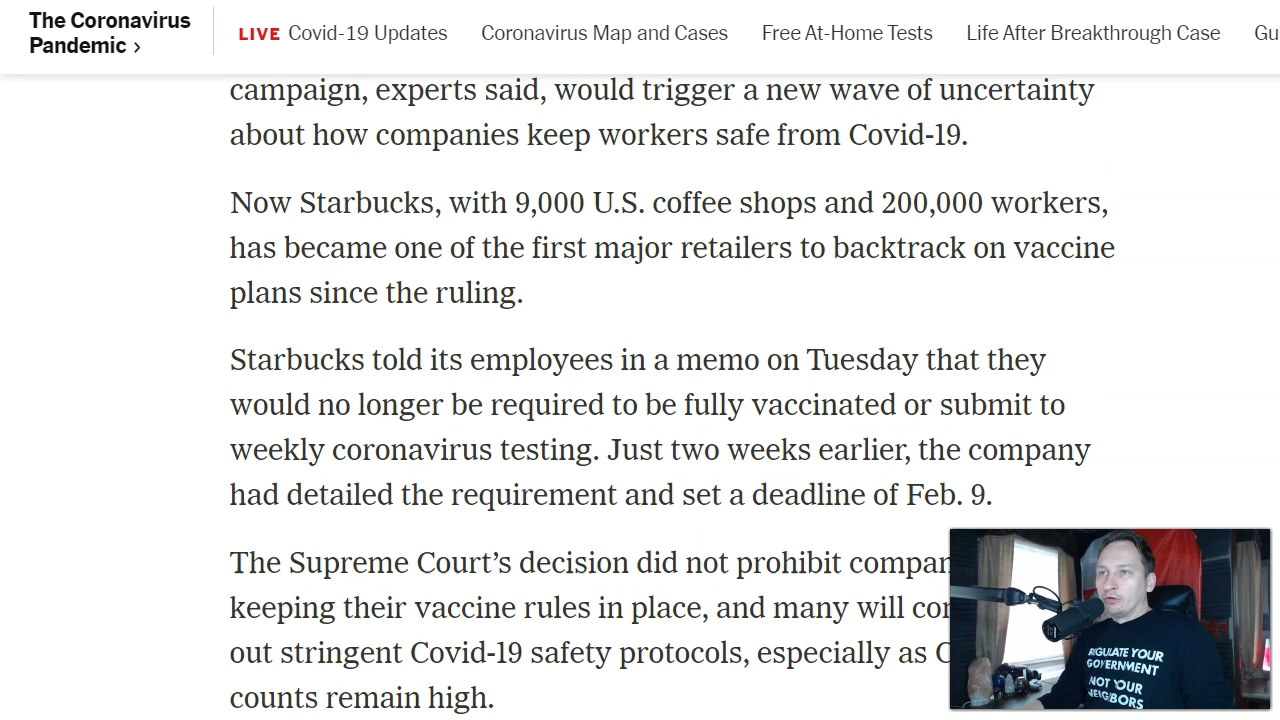 The Coronavirus
Pandemic ›
LIVE Covid-19 Updates Coronavirus Map and Cases Free At-Home Tests Life After Breakthrough Case Gu
campaign, experts said, would trigger a new wave of uncertainty
about how companies keep workers safe from Covid-19.
Now Starbucks, with 9,000 U.S. coffee shops and 200,000 workers,
has became one of the first major retailers to backtrack on vaccine
plans since the ruling.
Starbucks told its employees in a memo on Tuesday that they
would no longer be required to be fully vaccinated or submit to
weekly coronavirus testing. Just two weeks earlier, the company
had detailed the requirement and set a deadline of Feb. 9.
The Supreme Court’s decision did not prohibit compan
keeping their vaccine rules in place, and many will con
out stringent Covid-19 safety protocols, especially as C
counts remain high.
REGULATE YOUR
GOVERNMENT
NOT YOUR
NEIGHBORS